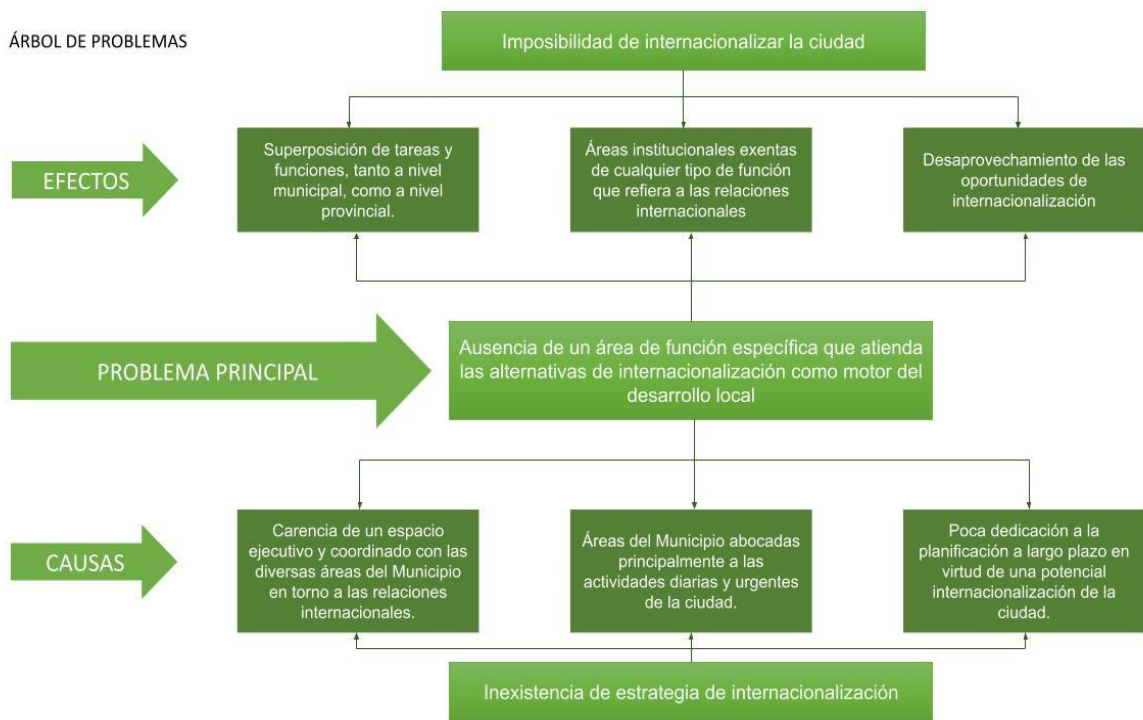 ÁRBOL DE PROBLEMAS
Imposibilidad de internacionalizar la ciudad
EFECTOS
Superposición de tareas y
funciones, tanto a nivel
municipal, como a nivel
provincial.
Áreas institucionales exentas
de cualquier tipo de función
que refiera a las relaciones
internacionales
Desaprovechamiento de las
oportunidades de
internacionalización
PROBLEMA PRINCIPAL
Ausencia de un área de función específica que atienda
las alternativas de internacionalización como motor del
desarrollo local
CAUSAS
Carencia de un espacio
ejecutivo y coordinado con las
diversas áreas del Municipio
en torno a las relaciones
internacionales.
Áreas del Municipio abocadas
principalmente a las
actividades diarias y urgentes
de la ciudad.
Poca dedicación a la
planificación a largo plazo en
virtud de una potencial
internacionalización de la
ciudad.
Inexistencia de estrategia de internacionalización